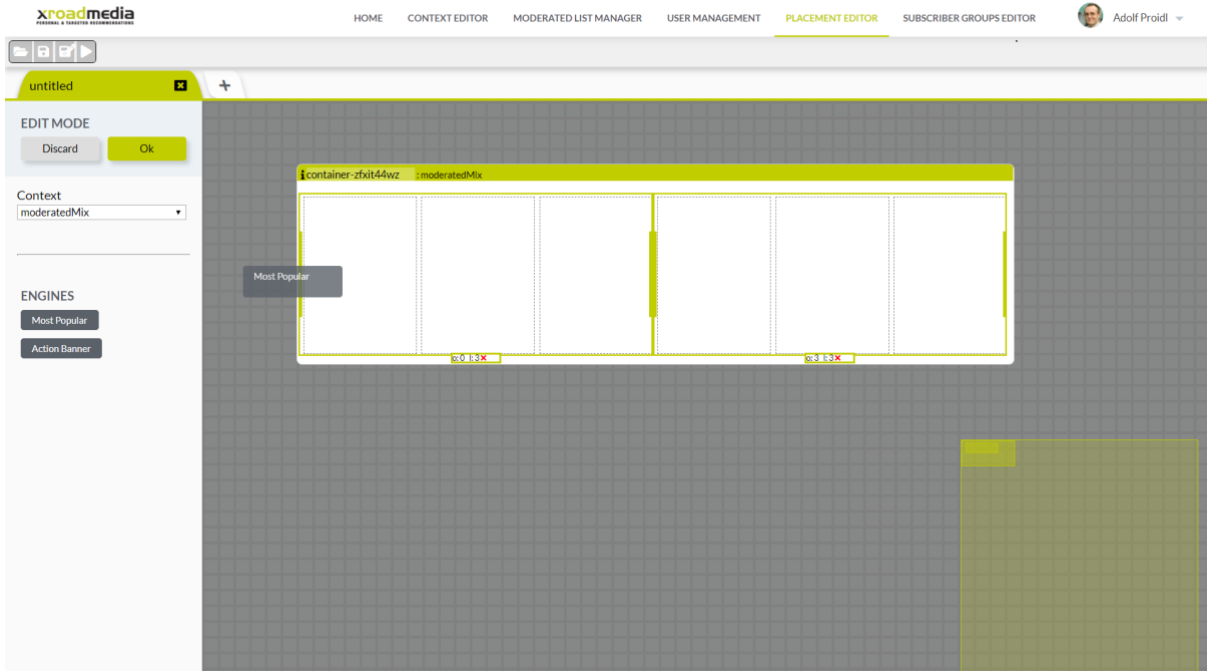 xroadmedia
PERSONAL & TARGETED RECOMMENDATIONS
HOME CONTEXT EDITOR MODERATED LIST MANAGER USER MANAGEMENT PLACEMENT EDITOR SUBSCRIBER GROUPS EDITOR Adolf Proidl
untitled
EDIT MODE
Discard Ok
Context
moderatedMix
ENGINES
Most Popular
Action Banner
container-zfxit44wz : moderatedMix
Most Popular
o: 0 l: 3
o: 3 l: 3